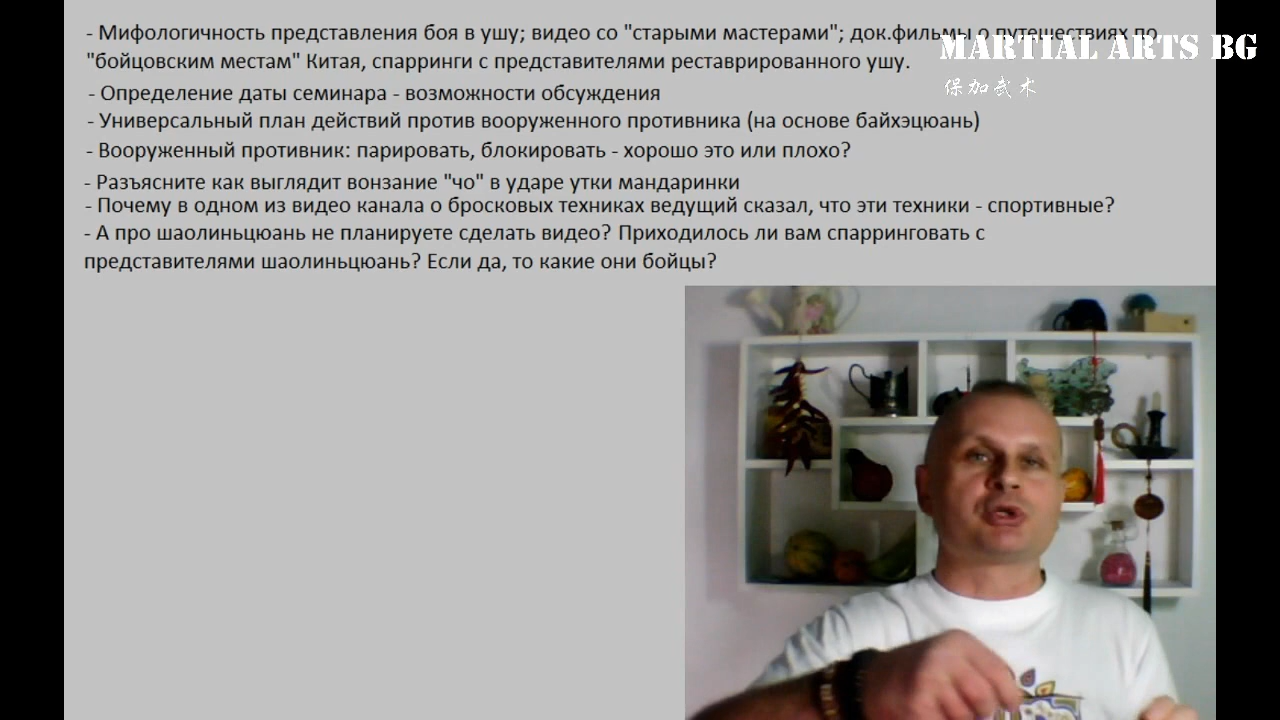 - Мифологичность представления боя в ушу; видео со "старыми мастерами"; док.фильмы о путешествиях по
"бойцовским местам" Китая, спарринги с представителями реставрированного ушу.
MARTIAL ARTS BG
保加武术
- Определение даты семинара - возможности обсуждения
- Универсальный план действий против вооруженного противника (на основе байхэцюань)
- Вооруженный противник: парировать, блокировать - хорошо это или плохо?
- Разъясните как выглядит вонзание "чо" в ударе утки мандаринки
- Почему в одном из видео канала о бросковых техниках ведущий сказал, что эти техники - спортивные?
- А про шаолиньцюань не планируете сделать видео? Приходилось ли вам спарринговать с
представителями шаолиньцюань? Если да, то какие они бойцы?